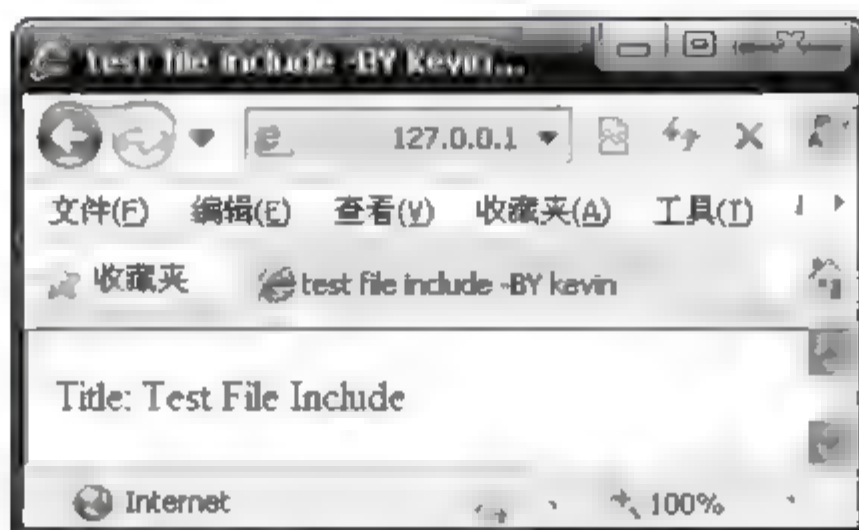 test file include -BY kevin...
127.0.0.1
文件(F) 编辑(E) 查看(V) 收藏夹(A) 工具(T)
收藏夹 test file include -BY kevin
Title: Test File Include
Internet 100%